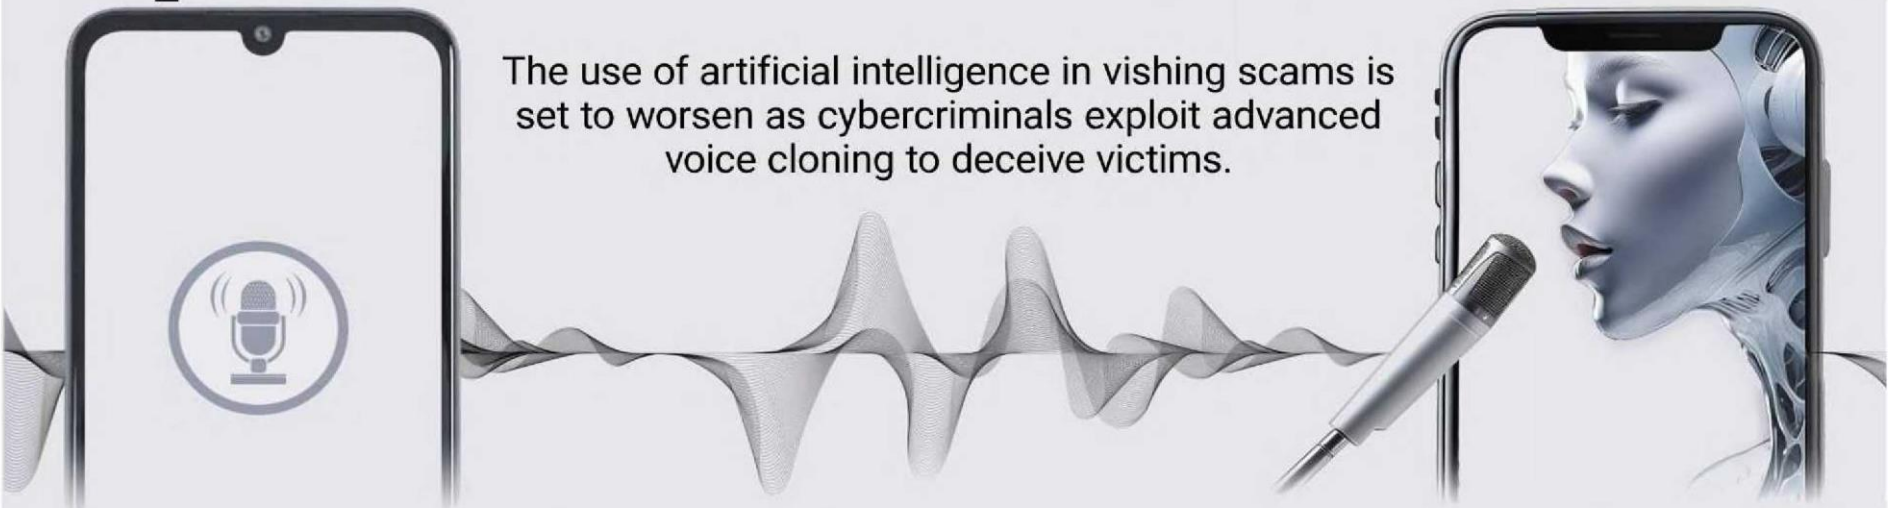 The use of artificial intelligence in vishing scams is
set to worsen as cybercriminals exploit advanced
voice cloning to deceive victims.